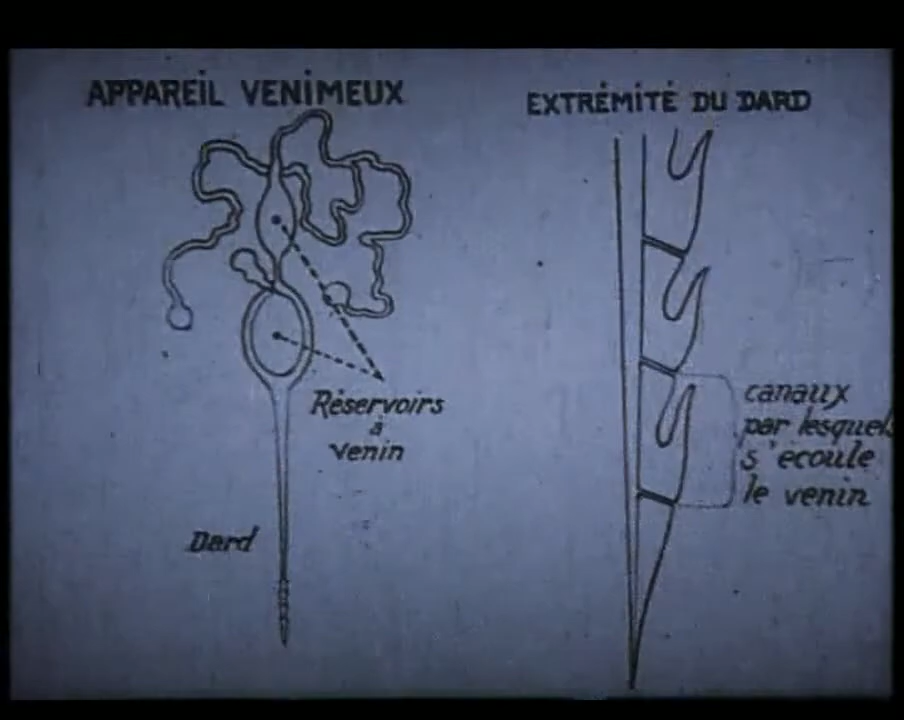 APPAREIL VENIMEUX
EXTRÉMITÉ DU DARD
Réservoirs
à
venin
Dard
canaux
par lesquels
s'écoule
le venin